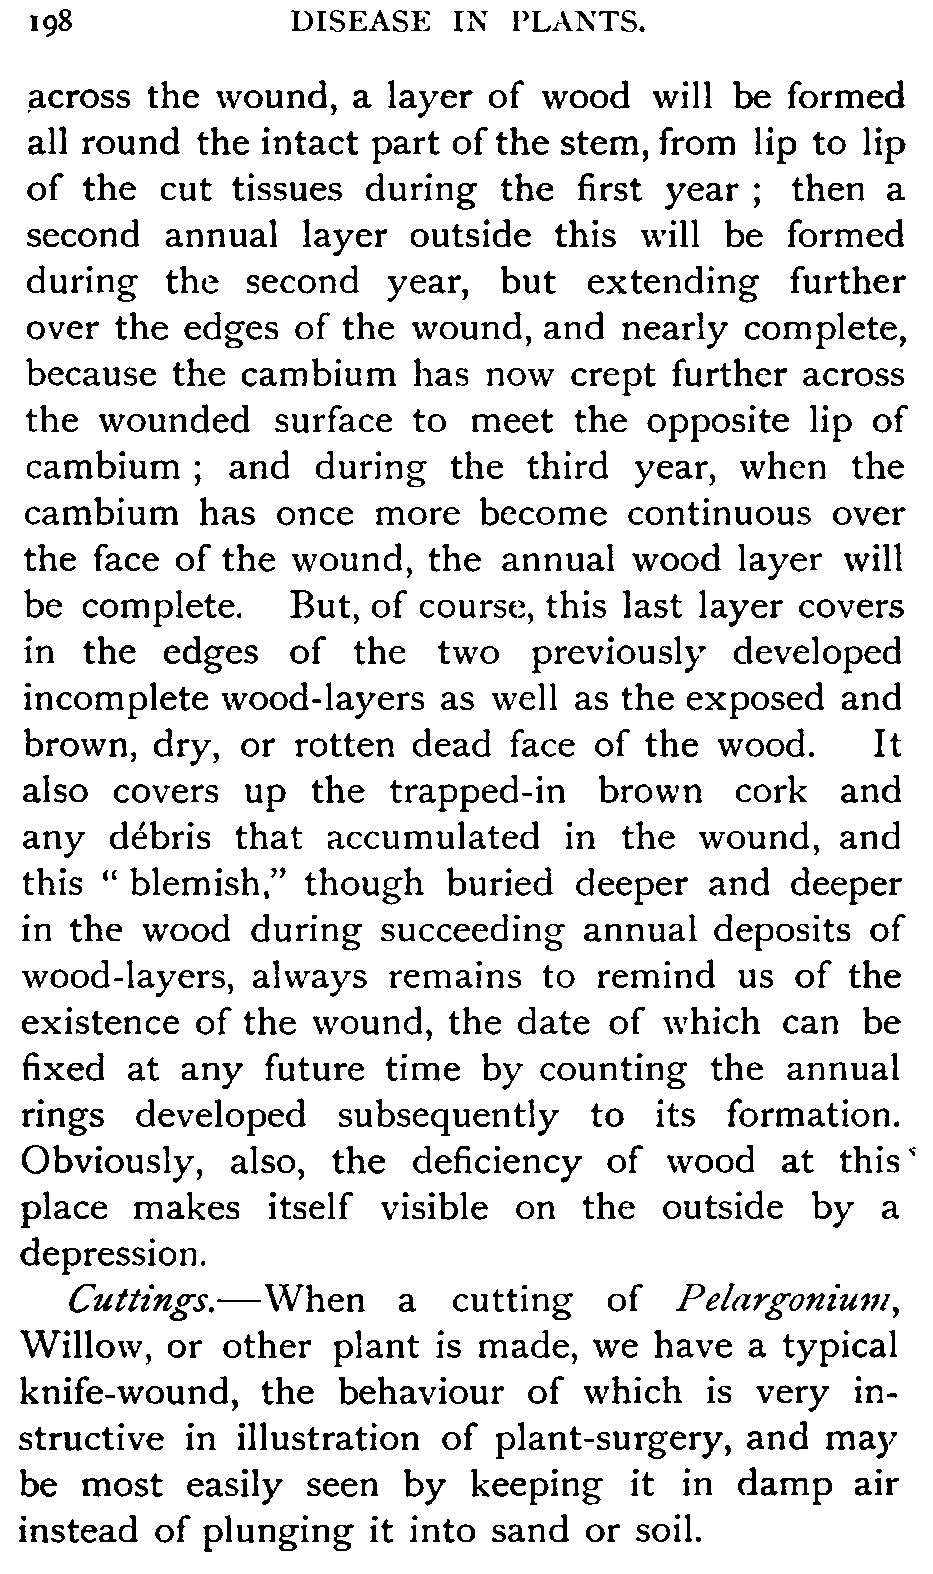 198 DISEASE IN PLANTS.
across the wound, a layer of wood will be formed
all round the intact part of the stem, from lip to lip
of the cut tissues during the first year ; then a
second annual layer outside this will be formed
during the second year, but extending further
over the edges of the wound, and nearly complete,
because the cambium has now crept further across
the wounded surface to meet the opposite lip of
cambium ; and during the third year, when the
cambium has once more become continuous over
the face of the wound, the annual wood layer will
be complete. But, of course, this last layer covers
in the edges of the two previously developed
incomplete wood-layers as well as the exposed and
brown, dry, or rotten dead face of the wood. It
also covers up the trapped-in brown cork and
any débris that accumulated in the wound, and
this “ blemish,” though buried deeper and deeper
in the wood during succeeding annual deposits of
wood-layers, always remains to remind us of the
existence of the wound, the date of which can be
fixed at any future time by counting the annual
rings developed subsequently to its formation.
Obviously, also, the deficiency of wood at this
place makes itself visible on the outside by a
depression.
Cuttings.—When a cutting of Pelargonium,
Willow, or other plant is made, we have a typical
knife-wound, the behaviour of which is very in-
structive in illustration of plant-surgery, and may
be most easily seen by keeping it in damp air
instead of plunging it into sand or soil.